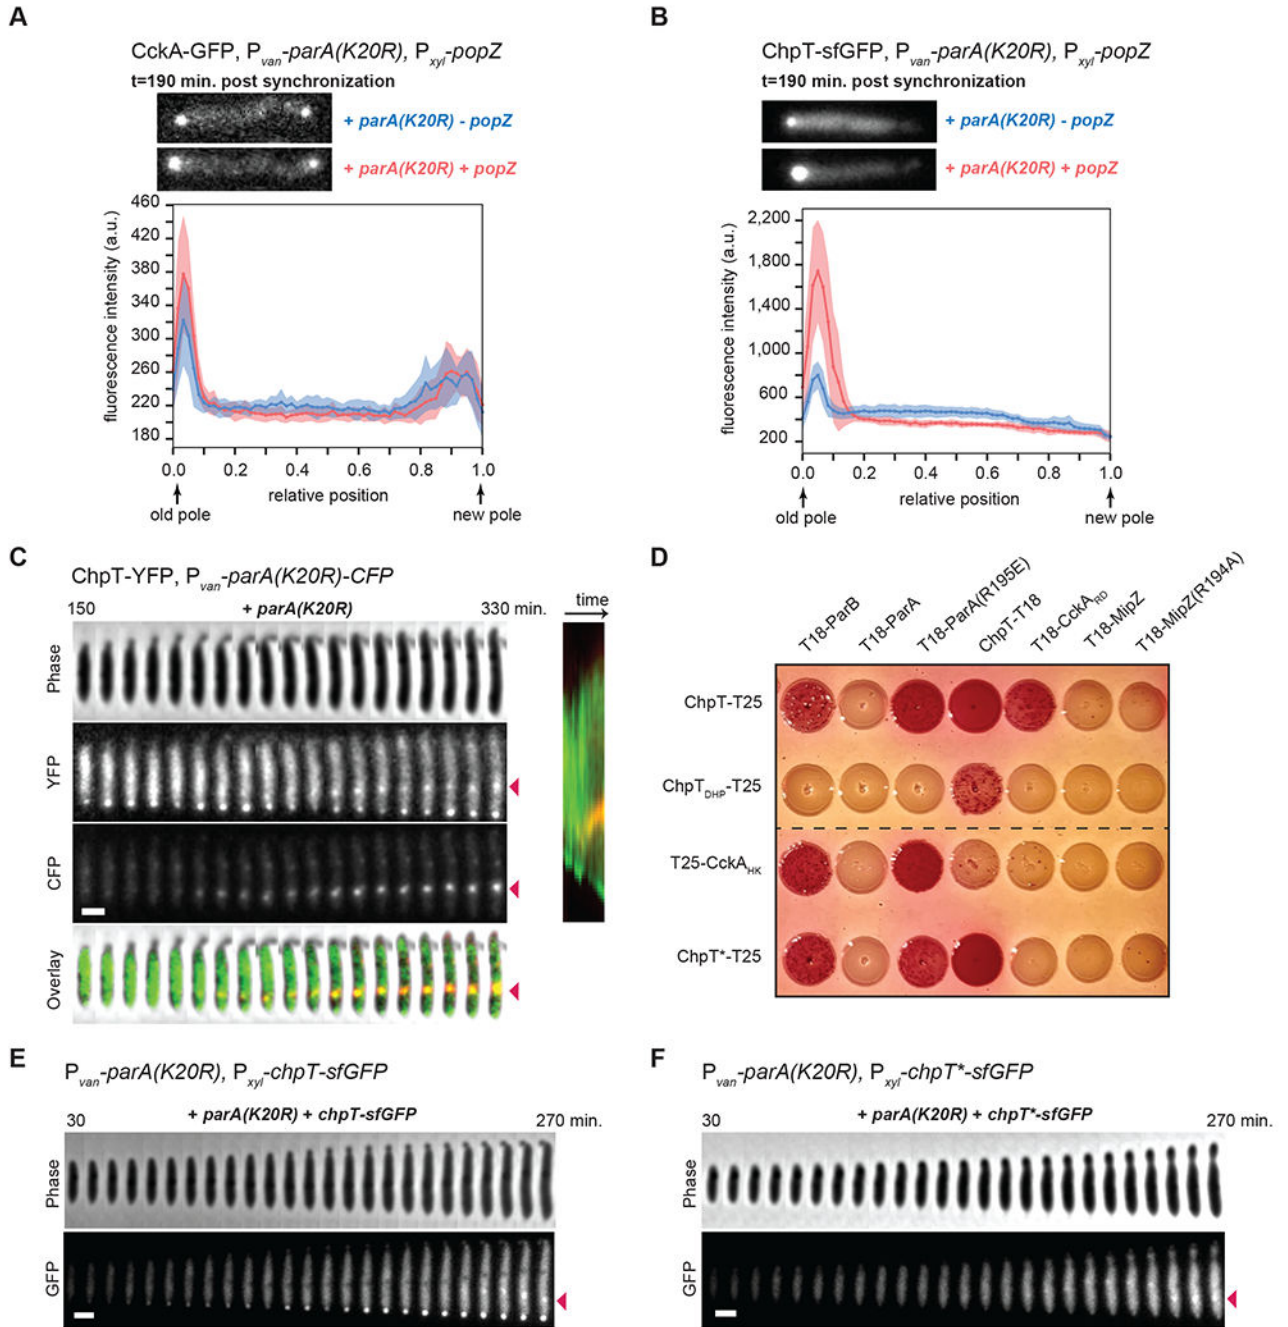 A
CckA-GFP, Pvan-parA(K20R), Pxyl-popZ
t=190 min. post synchronization
+ parA(K20R) - popZ
+ parA(K20R) + popZ
fluorescence intensity (a.u.)
460
420
380
340
300
260
220
180
0.0 0.2 0.4 0.6 0.8 1.0
relative position
old pole
new pole
B
ChpT-sfGFP, Pvan-parA(K20R), Pxyl-popZ
t=190 min. post synchronization
+ parA(K20R) - popZ
+ parA(K20R) + popZ
fluorescence intensity (a.u.)
2,200
1,800
1,400
1,000
600
200
0.0 0.2 0.4 0.6 0.8 1.0
relative position
old pole
new pole
C
ChpT-YFP, Pvan-parA(K20R)-CFP
150 + parA(K20R) 330 min.
time
Phase
YFP
CFP
Overlay
D
T18-ParB
T18-ParA
T18-ParA(R195E)
ChpT-T18
T18-CckARD
T18-MipZ
T18-MipZ(R194A)
ChpT-T25
ChpTDHP-T25
T25-CckAHK
ChpT*-T25
E
Pvan-parA(K20R), Pxyl-chpT-sfGFP
30 + parA(K20R) + chpT-sfGFP 270 min.
Phase
GFP
F
Pvan-parA(K20R), Pxyl-chpT*-sfGFP
30 + parA(K20R) + chpT*-sfGFP 270 min.
Phase
GFP